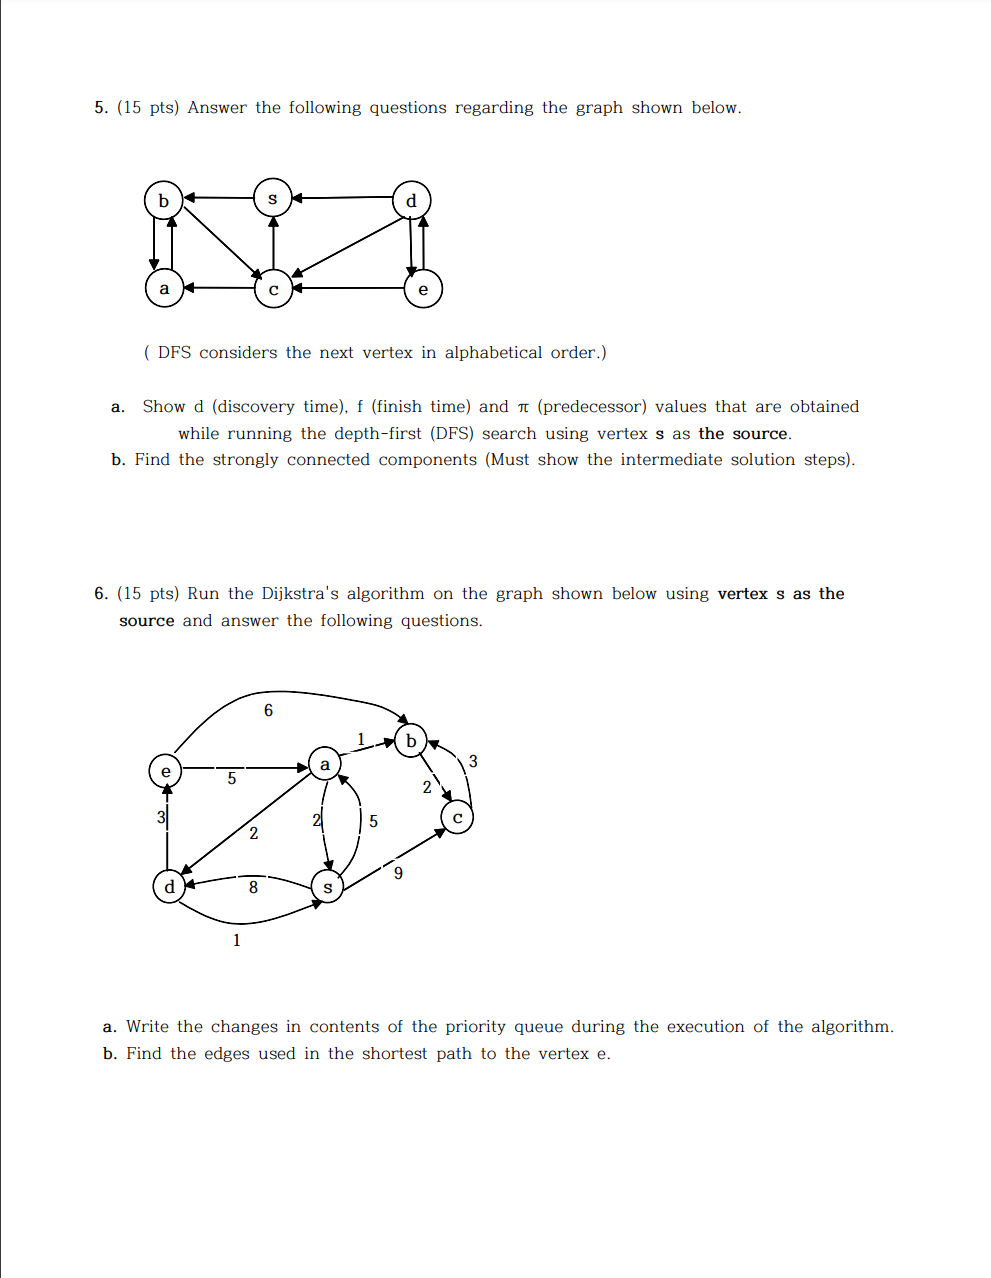 5. (15 pts) Answer the following questions regarding the graph shown below.
b s d
a c e
( DFS considers the next vertex in alphabetical order.)
a. Show d (discovery time), f (finish time) and π (predecessor) values that are obtained
while running the depth-first (DFS) search using vertex s as the source.
b. Find the strongly connected components (Must show the intermediate solution steps).
6. (15 pts) Run the Dijkstra's algorithm on the graph shown below using vertex s as the
source and answer the following questions.
6
1 b
e a 3
5 2
3 2 2 5 c
9
d 8 s
1
a. Write the changes in contents of the priority queue during the execution of the algorithm.
b. Find the edges used in the shortest path to the vertex e.